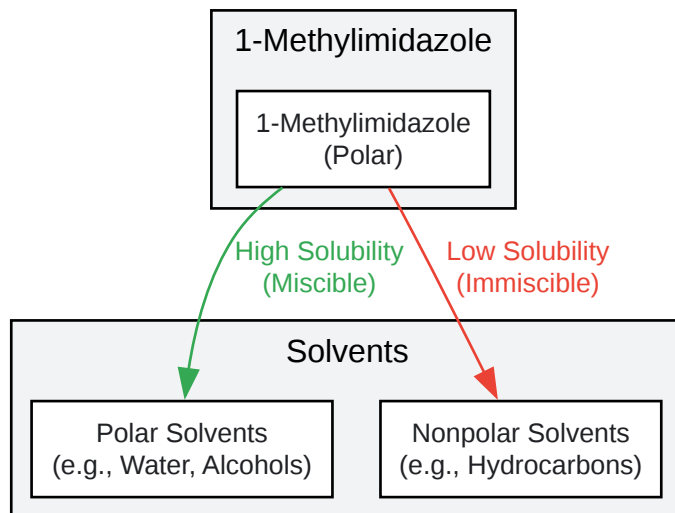 1-Methylimidazole
1-Methylimidazole
(Polar)
High Solubility
(Miscible)
Low Solubility
(Immiscible)
Solvents
Polar Solvents
(e.g., Water, Alcohols)
Nonpolar Solvents
(e.g., Hydrocarbons)